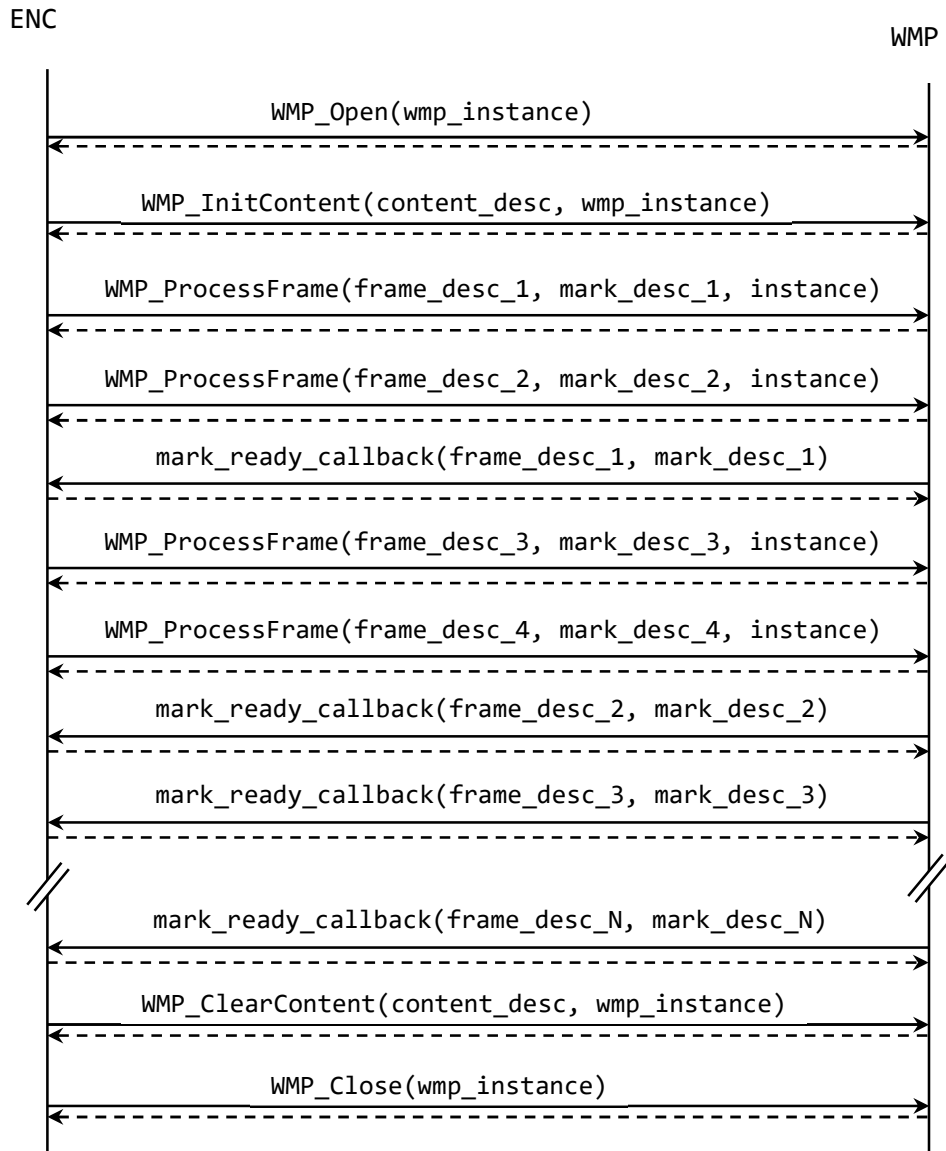 ENC
WMP
WMP_Open(wmp_instance)
WMP_InitContent(content_desc, wmp_instance)
WMP_ProcessFrame(frame_desc_1, mark_desc_1, instance)
WMP_ProcessFrame(frame_desc_2, mark_desc_2, instance)
mark_ready_callback(frame_desc_1, mark_desc_1)
WMP_ProcessFrame(frame_desc_3, mark_desc_3, instance)
WMP_ProcessFrame(frame_desc_4, mark_desc_4, instance)
mark_ready_callback(frame_desc_2, mark_desc_2)
mark_ready_callback(frame_desc_3, mark_desc_3)
mark_ready_callback(frame_desc_N, mark_desc_N)
WMP_ClearContent(content_desc, wmp_instance)
WMP_Close(wmp_instance)